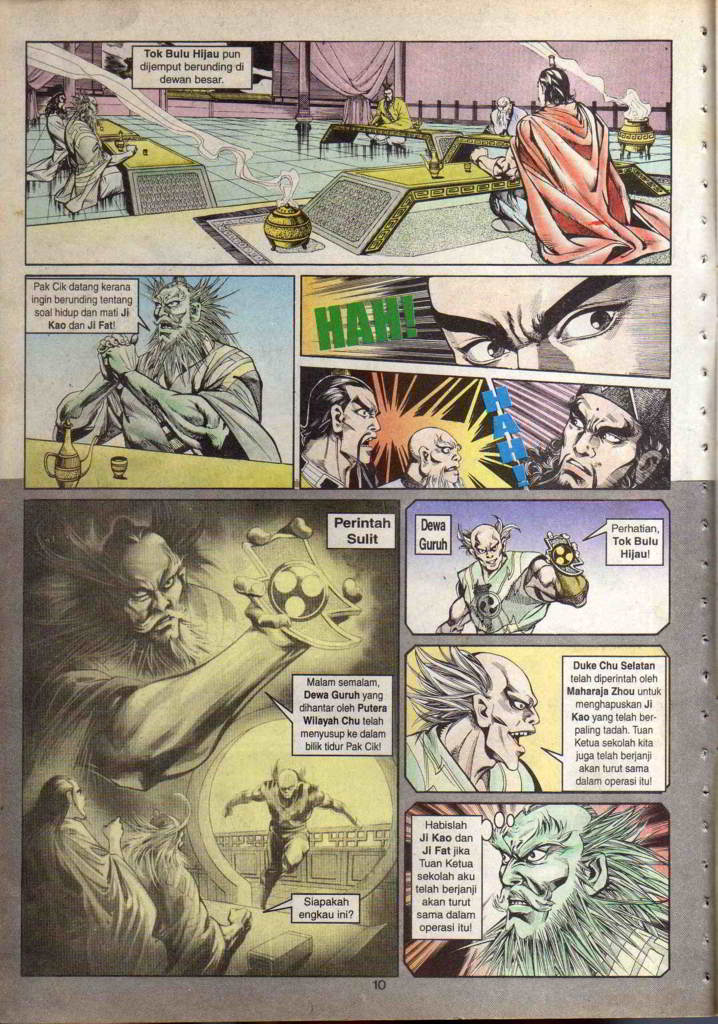 Tok Bulu Hijau pun
dijemput berunding di
dewan besar.
Pak Cik datang kerana
ingin berunding tentang
soal hidup dan mati Ji
Kao dan Ji Fat!
HAH!
HAH!
Perintah
Sulit
Malam semalam,
Dewa Guruh yang
dihantar oleh Putera
Wilayah Chu telah
menyusup ke dalam
bilik tidur Pak Cik!
Siapakah
engkau ini?
Dewa
Guruh
Perhatian,
Tok Bulu
Hijau!
Duke Chu Selatan
telah diperintah oleh
Maharaja Zhou untuk
menghapuskan Ji
Kao yang telah ber-
paling tadah. Tuan
Ketua sekolah kita
juga telah berjanji
akan turut sama
dalam operasi itu!
Habislah
Ji Kao dan
Ji Fat jika
Tuan Ketua
sekolah aku
telah berjanji
akan turut
sama dalam
operasi itu!
10